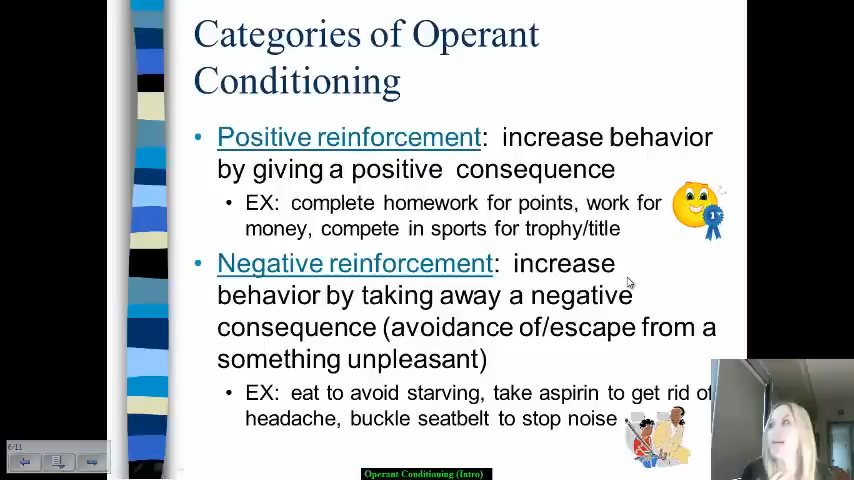 Categories of Operant
Conditioning
• Positive reinforcement: increase behavior
by giving a positive consequence
• EX: complete homework for points, work for
money, compete in sports for trophy/title
1
• Negative reinforcement: increase
behavior by taking away a negative
consequence (avoidance of/escape from a
something unpleasant)
• EX: eat to avoid starving, take aspirin to get rid of
headache, buckle seatbelt to stop noise
6/11
Operant Conditioning (Intro)